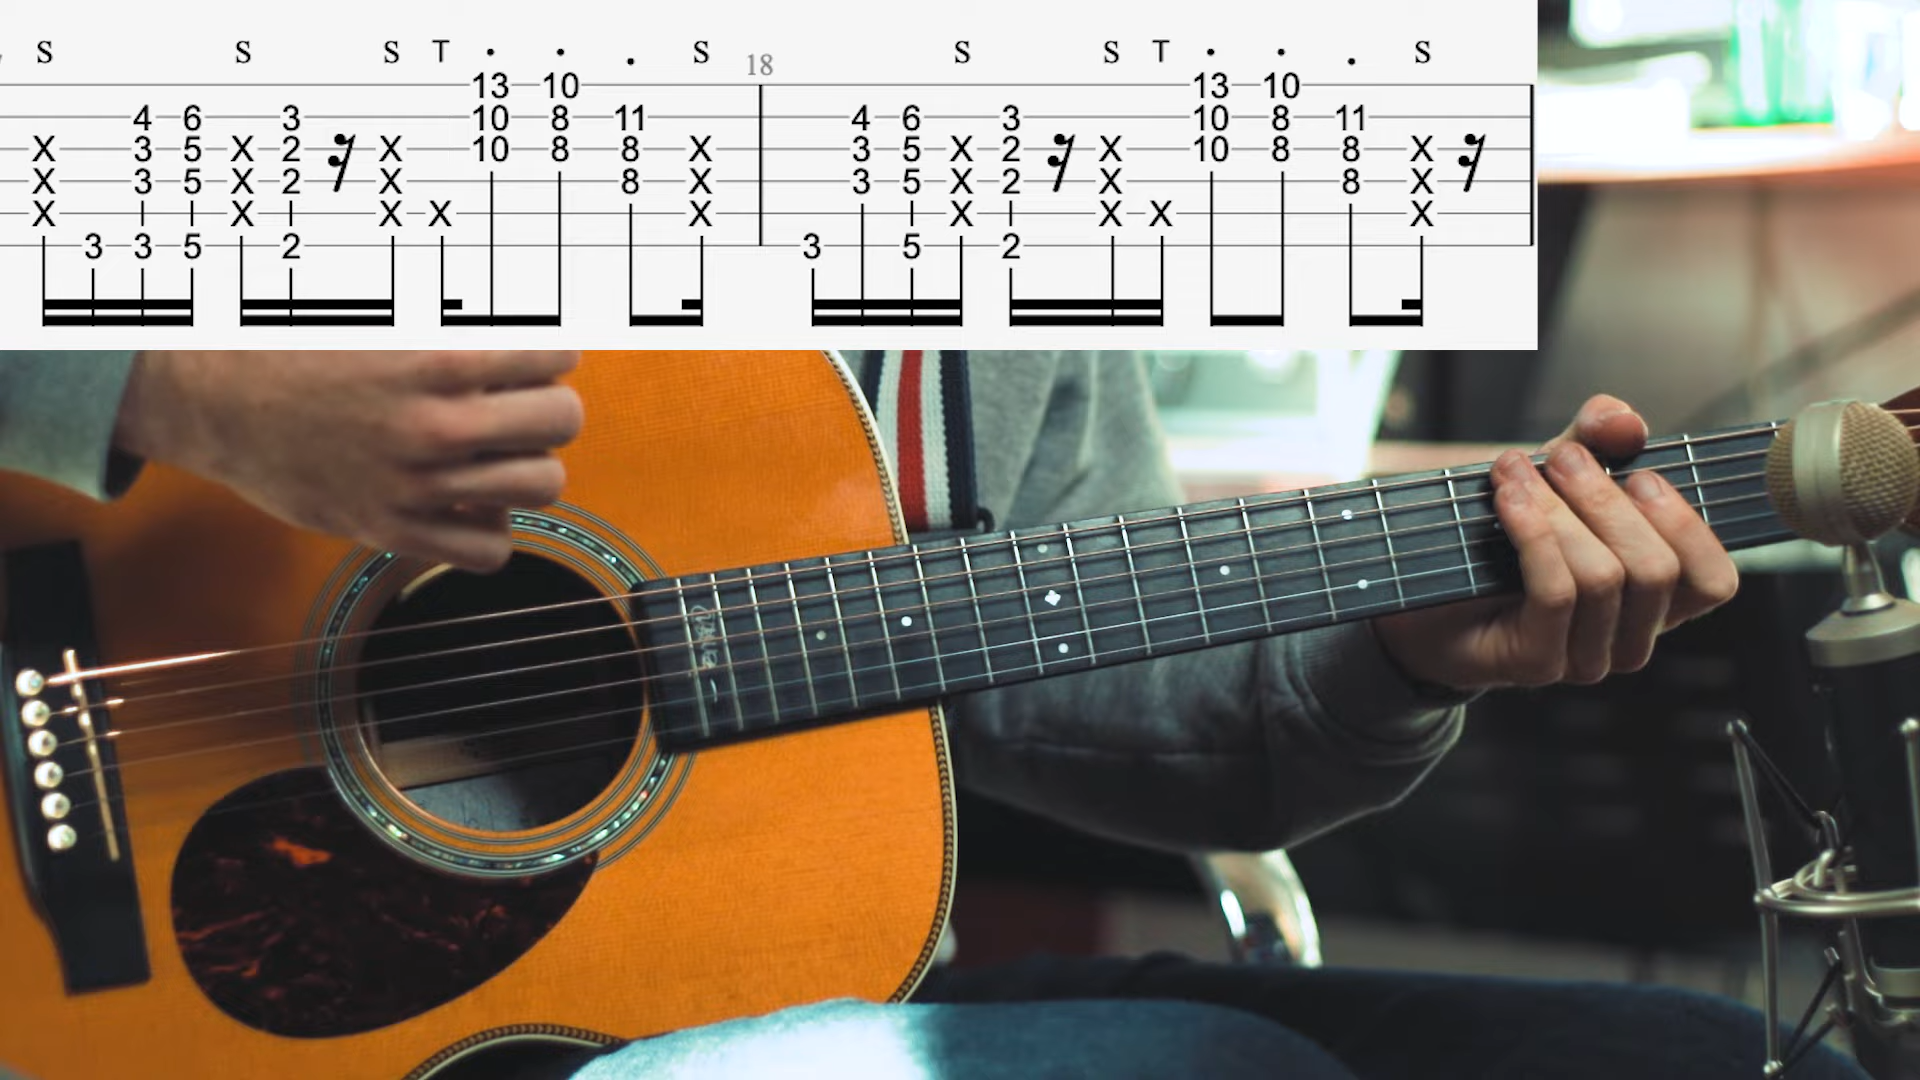 S S S T . . . S 18 S S T . . . S
13 10 13 10
4 6 3 10 8 11 4 6 3 10 8 11
X 3 5 X 2 X 10 8 8 X 3 5 X 2 X 10 8 8 X
X 3 5 X 2 X 8 X 3 5 X 2 X 8 X
X X X X X X X X X
3 3 5 2 3 5 2